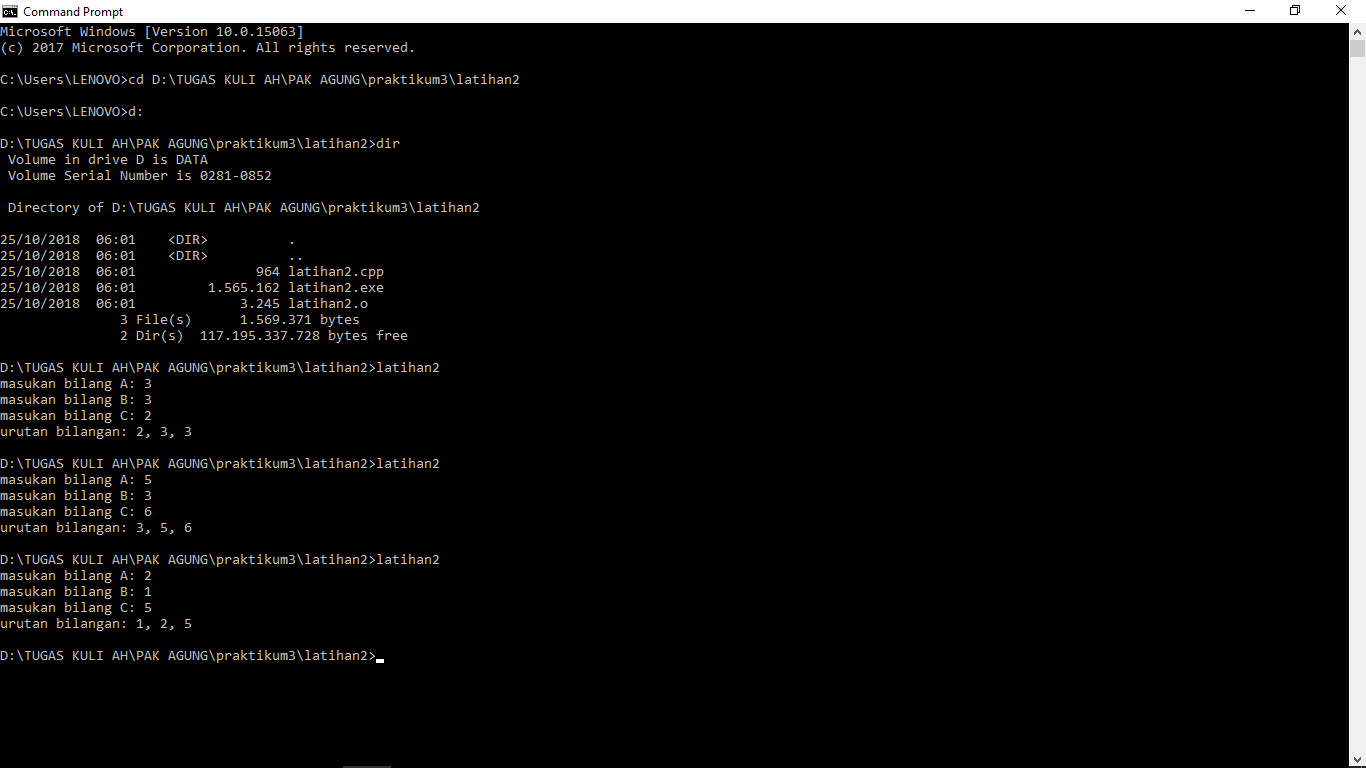 Command Prompt
Microsoft Windows [Version 10.0.15063]
(c) 2017 Microsoft Corporation. All rights reserved.
C:\Users\LENOVO>cd D:\TUGAS KULI AH\PAK AGUNG\praktikum3\latihan2
C:\Users\LENOVO>d:
D:\TUGAS KULI AH\PAK AGUNG\praktikum3\latihan2>dir
 Volume in drive D is DATA
 Volume Serial Number is 0281-0852
 Directory of D:\TUGAS KULI AH\PAK AGUNG\praktikum3\latihan2
25/10/2018  06:01    <DIR>          .
25/10/2018  06:01    <DIR>          ..
25/10/2018  06:01               964 latihan2.cpp
25/10/2018  06:01         1.565.162 latihan2.exe
25/10/2018  06:01             3.245 latihan2.o
               3 File(s)      1.569.371 bytes
               2 Dir(s)  117.195.337.728 bytes free
D:\TUGAS KULI AH\PAK AGUNG\praktikum3\latihan2>latihan2
masukan bilang A: 3
masukan bilang B: 3
masukan bilang C: 2
urutan bilangan: 2, 3, 3
D:\TUGAS KULI AH\PAK AGUNG\praktikum3\latihan2>latihan2
masukan bilang A: 5
masukan bilang B: 3
masukan bilang C: 6
urutan bilangan: 3, 5, 6
D:\TUGAS KULI AH\PAK AGUNG\praktikum3\latihan2>latihan2
masukan bilang A: 2
masukan bilang B: 1
masukan bilang C: 5
urutan bilangan: 1, 2, 5
D:\TUGAS KULI AH\PAK AGUNG\praktikum3\latihan2>